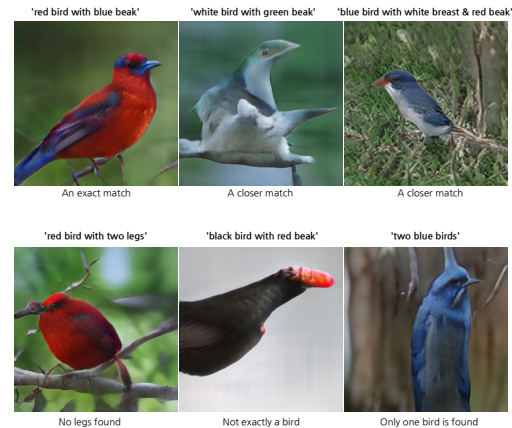 'red bird with blue beak' 'white bird with green beak' 'blue bird with white breast & red beak'
An exact match A closer match A closer match
'red bird with two legs' 'black bird with red beak' 'two blue birds'
No legs found Not exactly a bird Only one bird is found